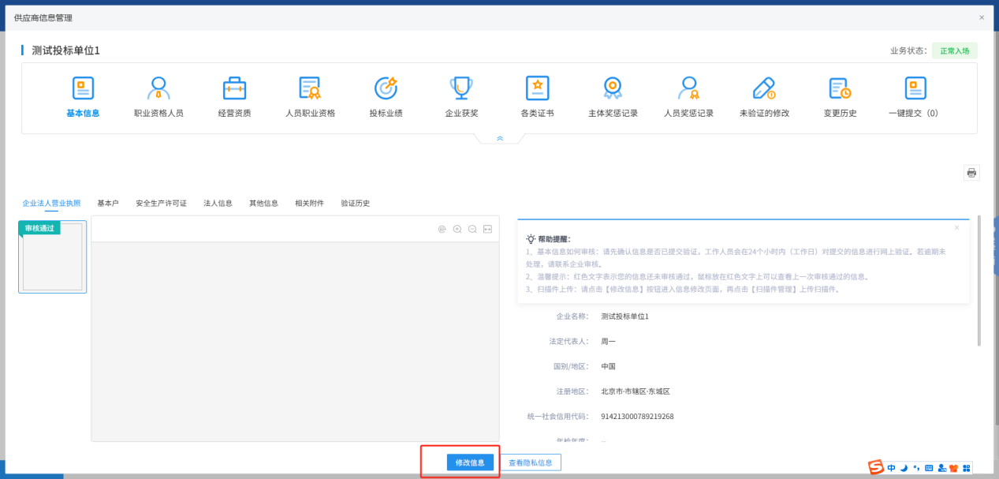 供应商信息管理
×
测试投标单位1
业务状态： 正常入场
基本信息 职业资格人员 经营资质 人员职业资格 投标业绩 企业获奖 各类证书 主体奖惩记录 人员奖惩记录 未验证的修改 变更历史 一键提交（0）
企业法人营业执照 基本户 安全生产许可证 法人信息 其他信息 相关附件 验证历史
审核通过
帮助提醒：
1、基本信息如何审核：请先确认信息是否已提交验证，工作人员会在24个小时内（工作日）对提交的信息进行网上验证。若逾期未
处理，请联系企业审核。
2、温馨提示：红色文字表示您的信息还未审核通过，鼠标放在红色文字上可以查看上一次审核通过的信息。
3、扫描件上传：请点击【修改信息】按钮进入信息修改页面，再点击【扫描件管理】上传扫描件。
企业名称： 测试投标单位1
法定代表人： 周一
国别/地区： 中国
注册地区： 北京市·市辖区·东城区
统一社会信用代码： 914213000789219268
年检年度： --
修改信息 查看隐私信息
S 中